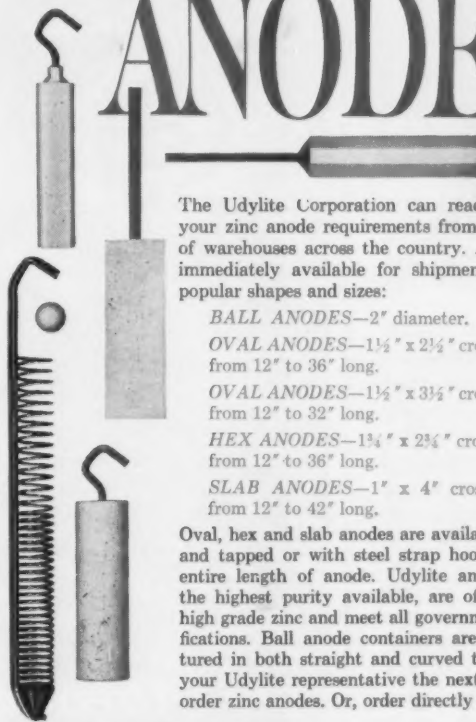 ANODE
The Udylite Corporation can read
your zinc anode requirements from
of warehouses across the country.
immediately available for shipmen
popular shapes and sizes:
BALL ANODES—2" diameter.
OVAL ANODES—1½" x 2½" cro
from 12" to 36" long.
OVAL ANODES—1½" x 3½" cro
from 12" to 32" long.
HEX ANODES—1¾" x 2¾" cro
from 12" to 36" long.
SLAB ANODES—1" x 4" cros
from 12" to 42" long.
Oval, hex and slab anodes are availa
and tapped or with steel strap hoo
entire length of anode. Udylite an
the highest purity available, are of
high grade zinc and meet all governm
fications. Ball anode containers are
tured in both straight and curved t
your Udylite representative the next
order zinc anodes. Or, order directly